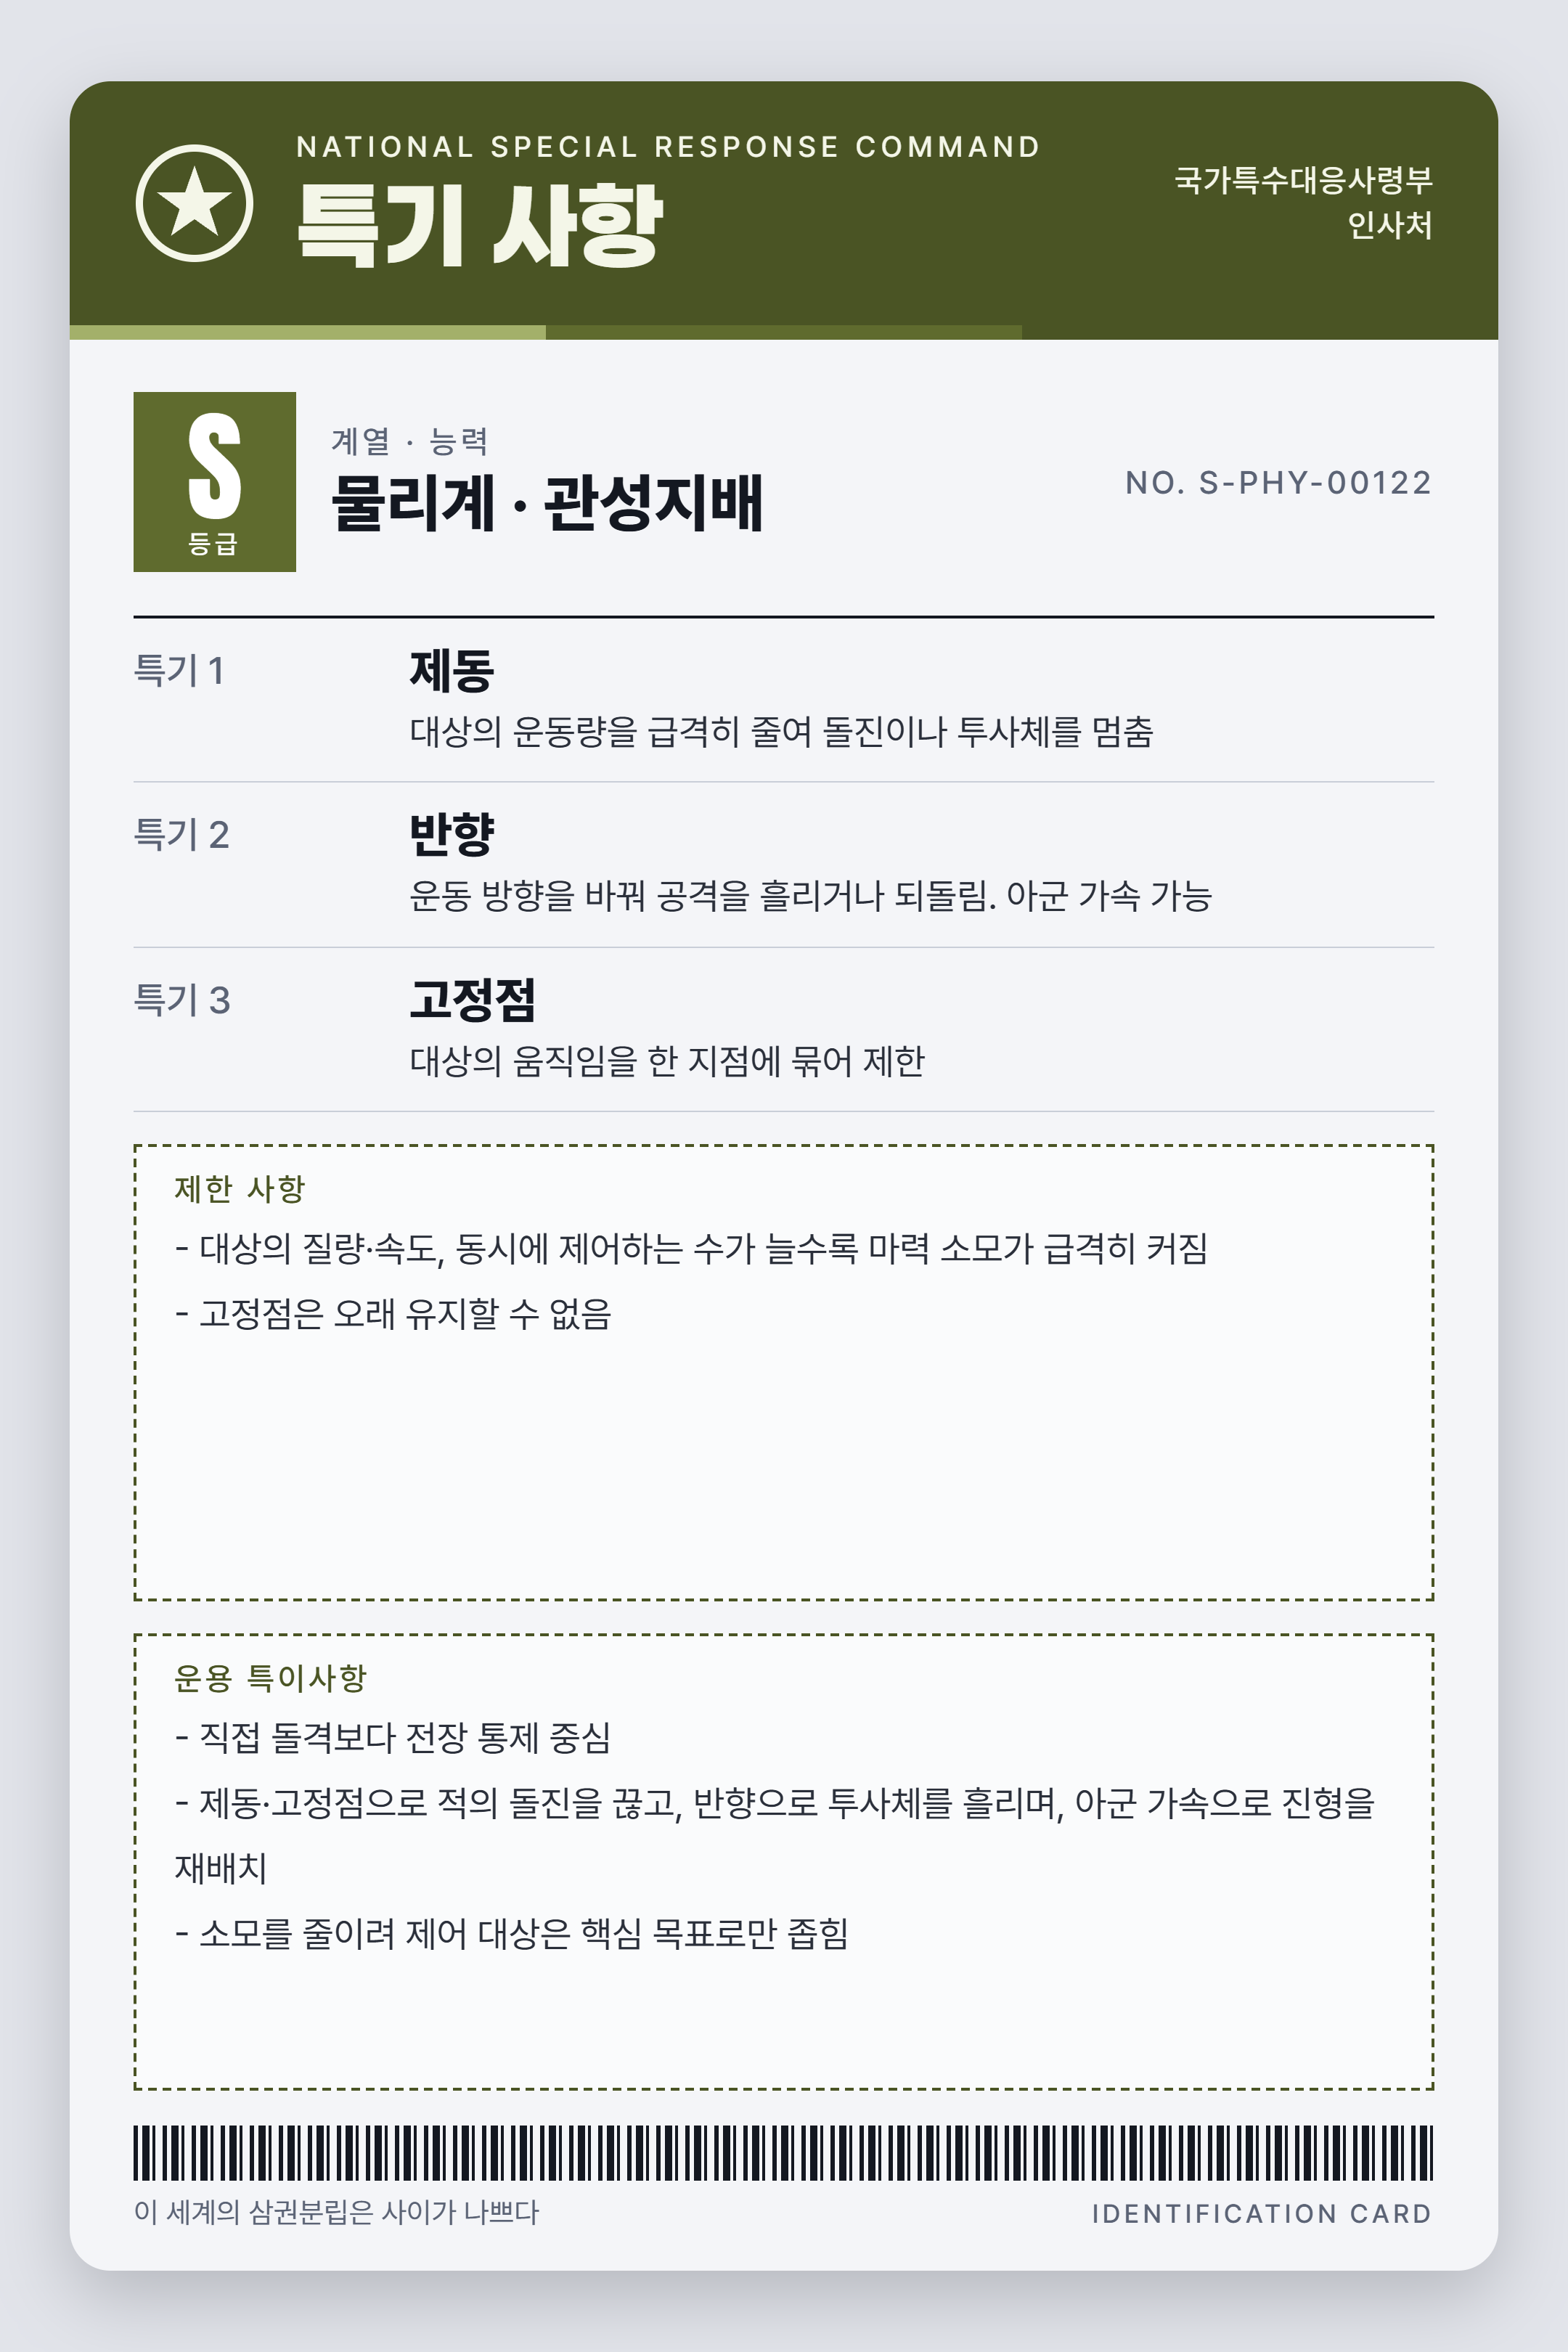 NATIONAL SPECIAL RESPONSE COMMAND
특기 사항
국가특수대응사령부
인사처
S
등급
계열 · 능력
물리계 · 관성지배
NO. S-PHY-00122
특기 1
제동
대상의 운동량을 급격히 줄여 돌진이나 투사체를 멈춤
특기 2
반향
운동 방향을 바꿔 공격을 흘리거나 되돌림. 아군 가속 가능
특기 3
고정점
대상의 움직임을 한 지점에 묶어 제한
제한 사항
- 대상의 질량·속도, 동시에 제어하는 수가 늘수록 마력 소모가 급격히 커짐
- 고정점은 오래 유지할 수 없음
운용 특이사항
- 직접 돌격보다 전장 통제 중심
- 제동·고정점으로 적의 돌진을 끊고, 반향으로 투사체를 흘리며, 아군 가속으로 진형을
재배치
- 소모를 줄이려 제어 대상은 핵심 목표로만 좁힘
이 세계의 삼권분립은 사이가 나쁘다
IDENTIFICATION CARD